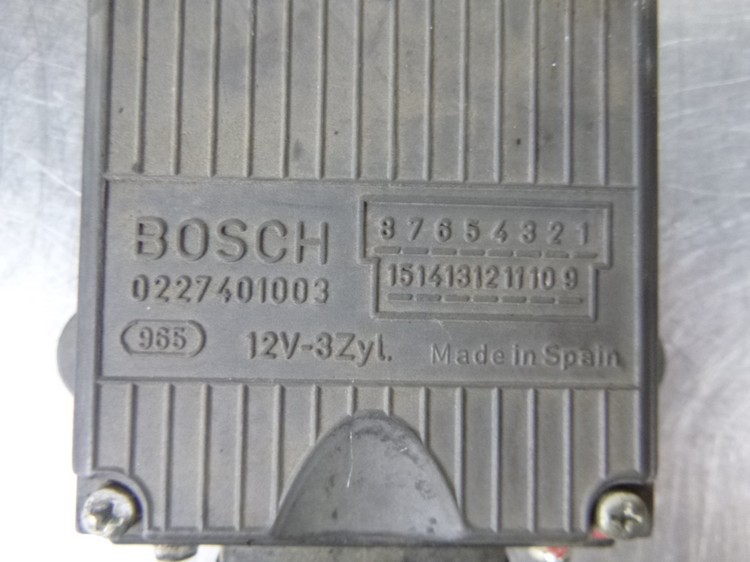 BOSCH
0227401003
8 7 6 5 4 3 2 1
15 14 13 12 11 10 9
965
12V-3Zyl.
Made in Spain